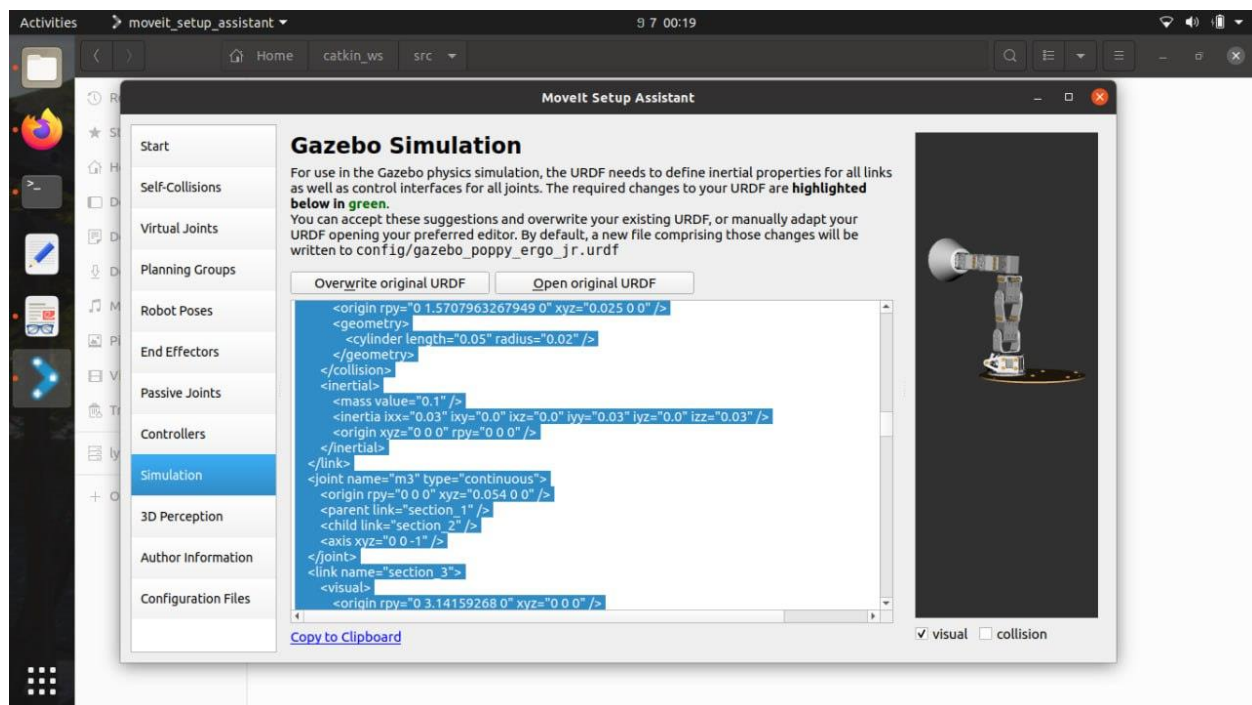 Activities
moveit_setup_assistant
9 7 00:19
Home
catkin_ws
src
MoveIt Setup Assistant
Start
Self-Collisions
Virtual Joints
Planning Groups
Robot Poses
End Effectors
Passive Joints
Controllers
Simulation
3D Perception
Author Information
Configuration Files
Gazebo Simulation
For use in the Gazebo physics simulation, the URDF needs to define inertial properties for all links
as well as control interfaces for all joints. The required changes to your URDF are highlighted
below in green.
You can accept these suggestions and overwrite your existing URDF, or manually adapt your
URDF opening your preferred editor. By default, a new file comprising those changes will be
written to config/gazebo_poppy_ergo_jr.urdf
Overwrite original URDF
Open original URDF
<origin rpy="0 1.5707963267949 0" xyz="0.025 0 0" />
<geometry>
<cylinder length="0.05" radius="0.02" />
</geometry>
</collision>
<inertial>
<mass value="0.1" />
<inertia ixx="0.03" ixy="0.0" ixz="0.0" iyy="0.03" iyz="0.0" izz="0.03" />
<origin xyz="0 0 0" rpy="0 0 0" />
</inertial>
</link>
<joint name="m3" type="continuous">
<origin rpy="0 0 0" xyz="0.054 0 0" />
<parent link="section_1" />
<child link="section_2" />
<axis xyz="0 0 -1" />
</joint>
<link name="section_3">
<visual>
<origin rpy="0 3.14159268 0" xyz="0 0 0" />
Copy to Clipboard
visual
collision